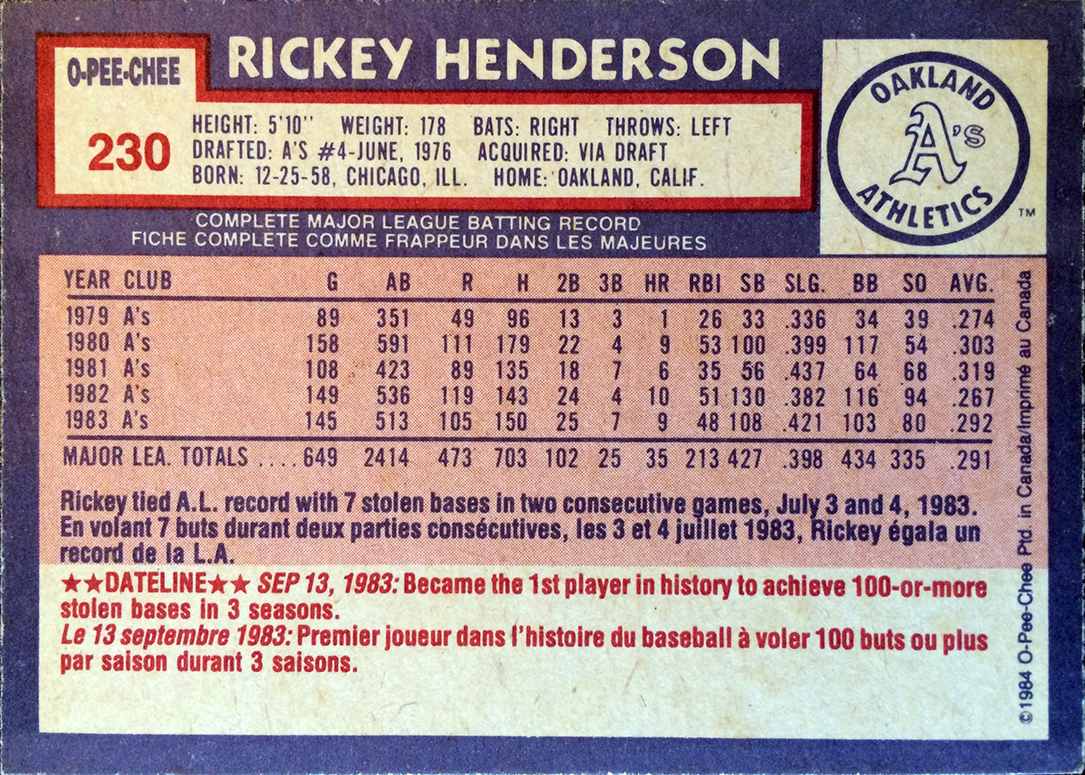 O-PEE-CHEE
RICKEY HENDERSON
230
HEIGHT: 5'10" WEIGHT: 178 BATS: RIGHT THROWS: LEFT
DRAFTED: A'S #4-JUNE, 1976 ACQUIRED: VIA DRAFT
BORN: 12-25-58, CHICAGO, ILL. HOME: OAKLAND, CALIF.
OAKLAND
A's
ATHLETICS
TM
COMPLETE MAJOR LEAGUE BATTING RECORD
FICHE COMPLETE COMME FRAPPEUR DANS LES MAJEURES
YEAR CLUB G AB R H 2B 3B HR RBI SB SLG. BB SO AVG.
1979 A's 89 351 49 96 13 3 1 26 33 .336 34 39 .274
1980 A's 158 591 111 179 22 4 9 53 100 .399 117 54 .303
1981 A's 108 423 89 135 18 7 6 35 56 .437 64 68 .319
1982 A's 149 536 119 143 24 4 10 51 130 .382 116 94 .267
1983 A's 145 513 105 150 25 7 9 48 108 .421 103 80 .292
MAJOR LEA. TOTALS .... 649 2414 473 703 102 25 35 213 427 .398 434 335 .291
Rickey tied A.L. record with 7 stolen bases in two consecutive games, July 3 and 4, 1983.
En volant 7 buts durant deux parties consécutives, les 3 et 4 juillet 1983, Rickey égala un
record de la L.A.
★★DATELINE★★ SEP 13, 1983: Became the 1st player in history to achieve 100-or-more
stolen bases in 3 seasons.
Le 13 septembre 1983: Premier joueur dans l'histoire du baseball à voler 100 buts ou plus
par saison durant 3 saisons.
©1984 O-Pee-Chee Ptd. in Canada/Imprimé au Canada